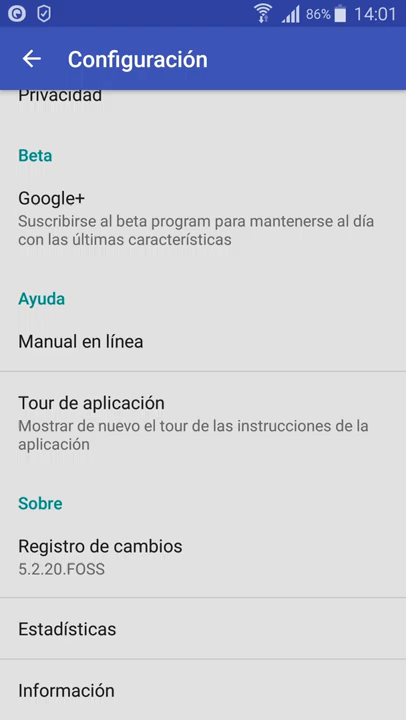 86% 14:01
Configuración
Privacidad
Beta
Google+
Suscribirse al beta program para mantenerse al día
con las últimas características
Ayuda
Manual en línea
Tour de aplicación
Mostrar de nuevo el tour de las instrucciones de la
aplicación
Sobre
Registro de cambios
5.2.20.FOSS
Estadísticas
Información